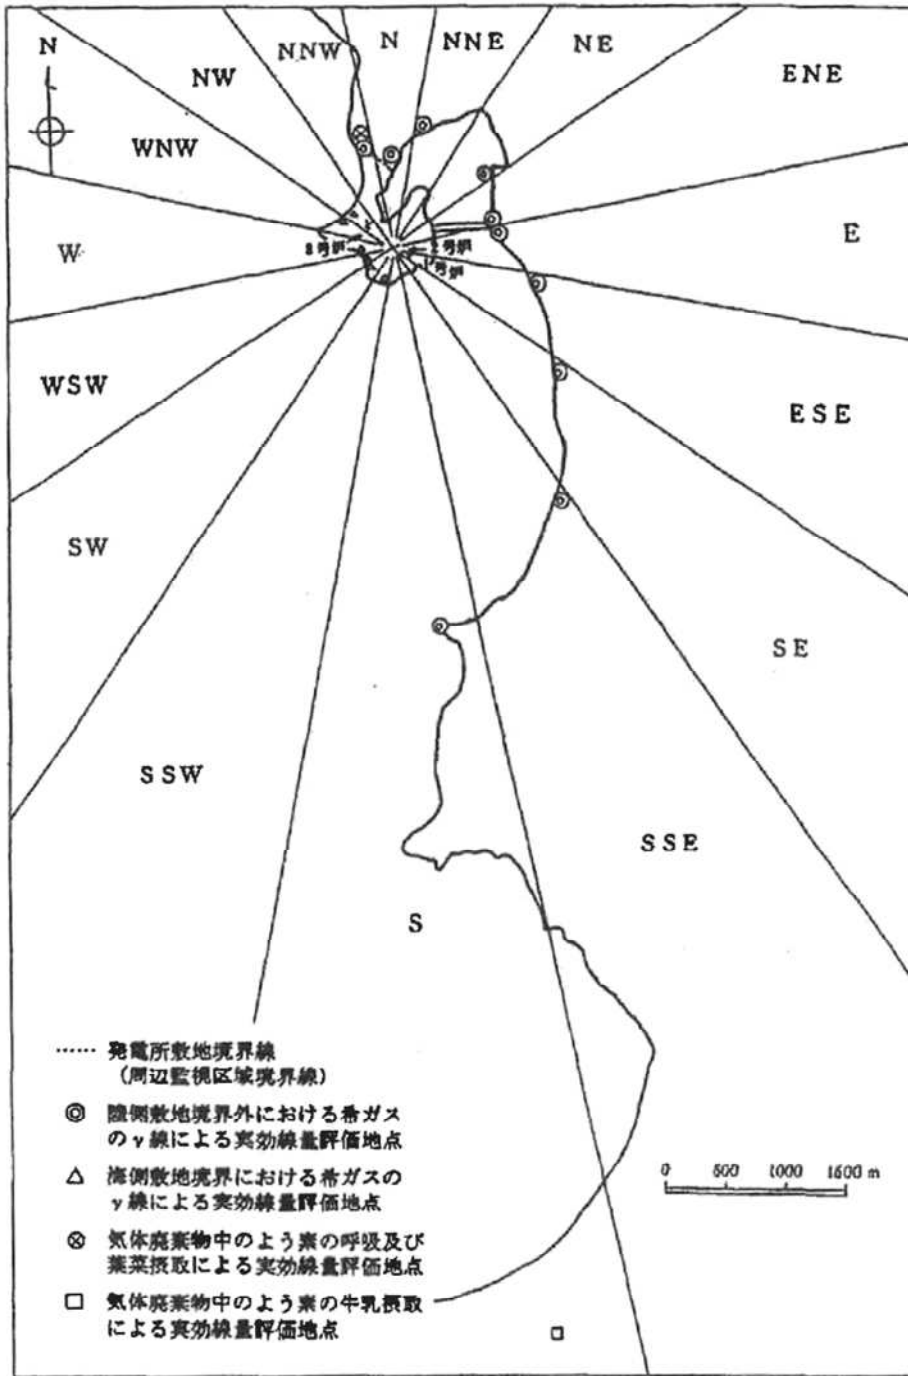 N
NNW
N
NNE
NE
NW
ENE
WNW
W
E
3号炉
2号炉
1号炉
WSW
ESE
SW
SE
SSW
SSE
S
発電所敷地境界線
(周辺監視区域境界線)
陸側敷地境界外における希ガス
のγ線による実効線量評価地点
海側敷地境界における希ガスの
γ線による実効線量評価地点
気体廃棄物中のよう素の呼吸及び
葉菜摂取による実効線量評価地点
気体廃棄物中のよう素の牛乳摂取
による実効線量評価地点
0 500 1000 1500 m